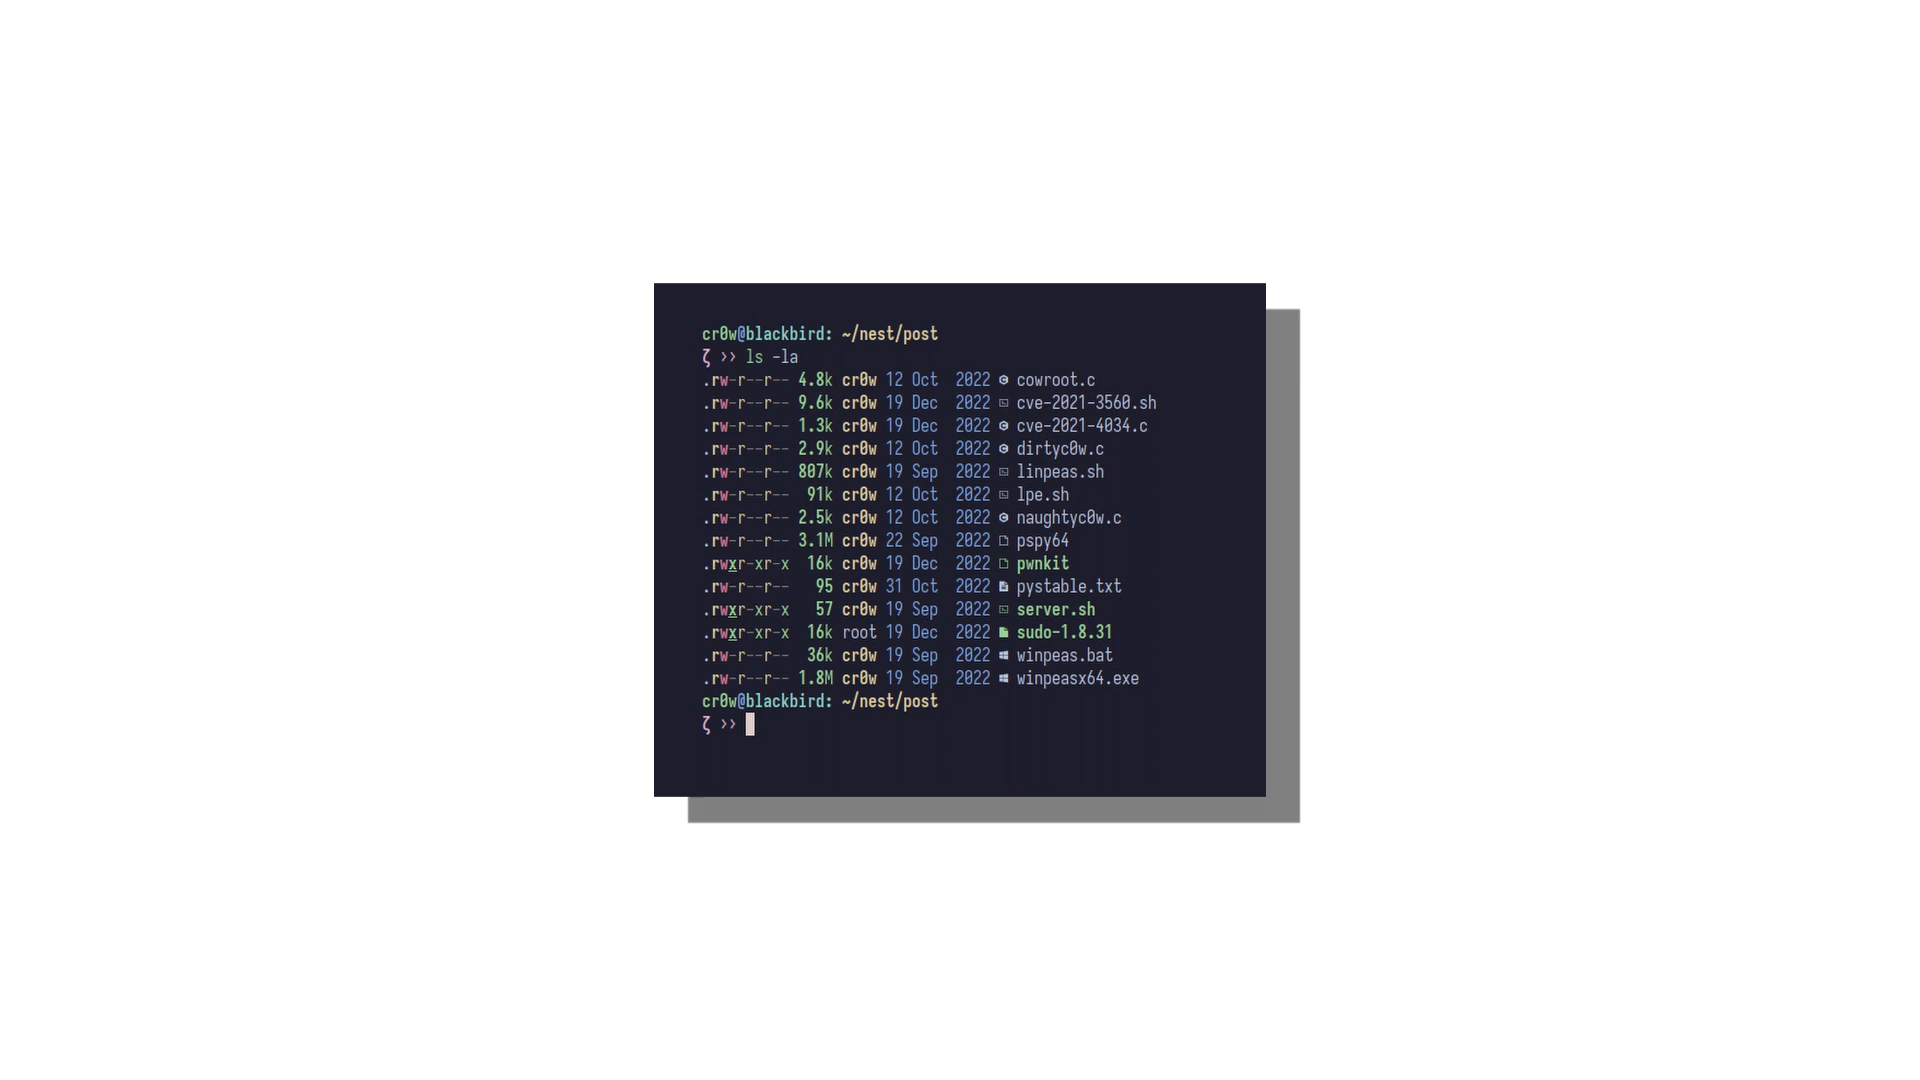 cr0w@blackbird: ~/nest/post
ζ ›› ls -la
.rw-r--r-- 4.8k cr0w 12 Oct  2022 cowroot.c
.rw-r--r-- 9.6k cr0w 19 Dec  2022 cve-2021-3560.sh
.rw-r--r-- 1.3k cr0w 19 Dec  2022 cve-2021-4034.c
.rw-r--r-- 2.9k cr0w 12 Oct  2022 dirtyc0w.c
.rw-r--r-- 807k cr0w 19 Sep  2022 linpeas.sh
.rw-r--r--  91k cr0w 12 Oct  2022 lpe.sh
.rw-r--r-- 2.5k cr0w 12 Oct  2022 naughtyc0w.c
.rw-r--r-- 3.1M cr0w 22 Sep  2022 pspy64
.rwxr-xr-x  16k cr0w 19 Dec  2022 pwnkit
.rw-r--r--   95 cr0w 31 Oct  2022 pystable.txt
.rwxr-xr-x   57 cr0w 19 Sep  2022 server.sh
.rwxr-xr-x  16k root 19 Dec  2022 sudo-1.8.31
.rw-r--r--  36k cr0w 19 Sep  2022 winpeas.bat
.rw-r--r-- 1.8M cr0w 19 Sep  2022 winpeasx64.exe
cr0w@blackbird: ~/nest/post
ζ ››